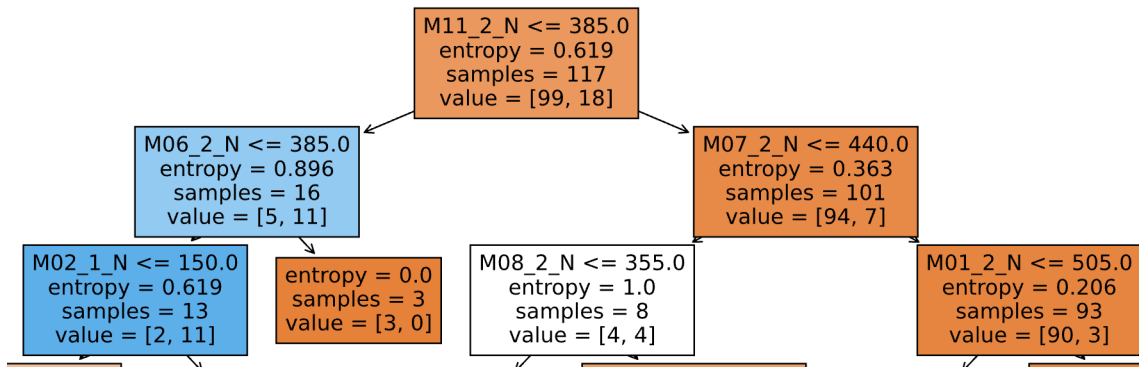 M11_2_N <= 385.0
entropy = 0.619
samples = 117
value = [99, 18]
M06_2_N <= 385.0
entropy = 0.896
samples = 16
value = [5, 11]
M07_2_N <= 440.0
entropy = 0.363
samples = 101
value = [94, 7]
M02_1_N <= 150.0
entropy = 0.619
samples = 13
value = [2, 11]
entropy = 0.0
samples = 3
value = [3, 0]
M08_2_N <= 355.0
entropy = 1.0
samples = 8
value = [4, 4]
M01_2_N <= 505.0
entropy = 0.206
samples = 93
value = [90, 3]